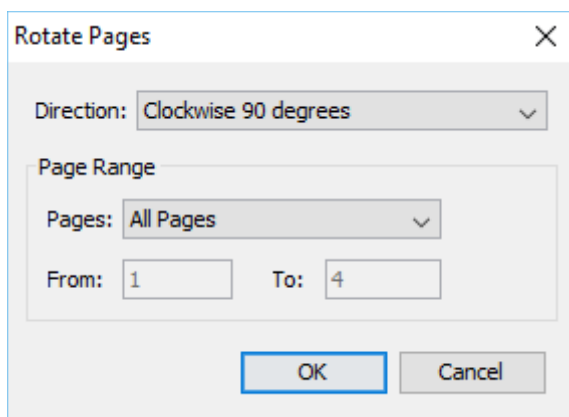 Rotate Pages
Direction: Clockwise 90 degrees
Page Range
Pages: All Pages
From: 1 To: 4
OK Cancel